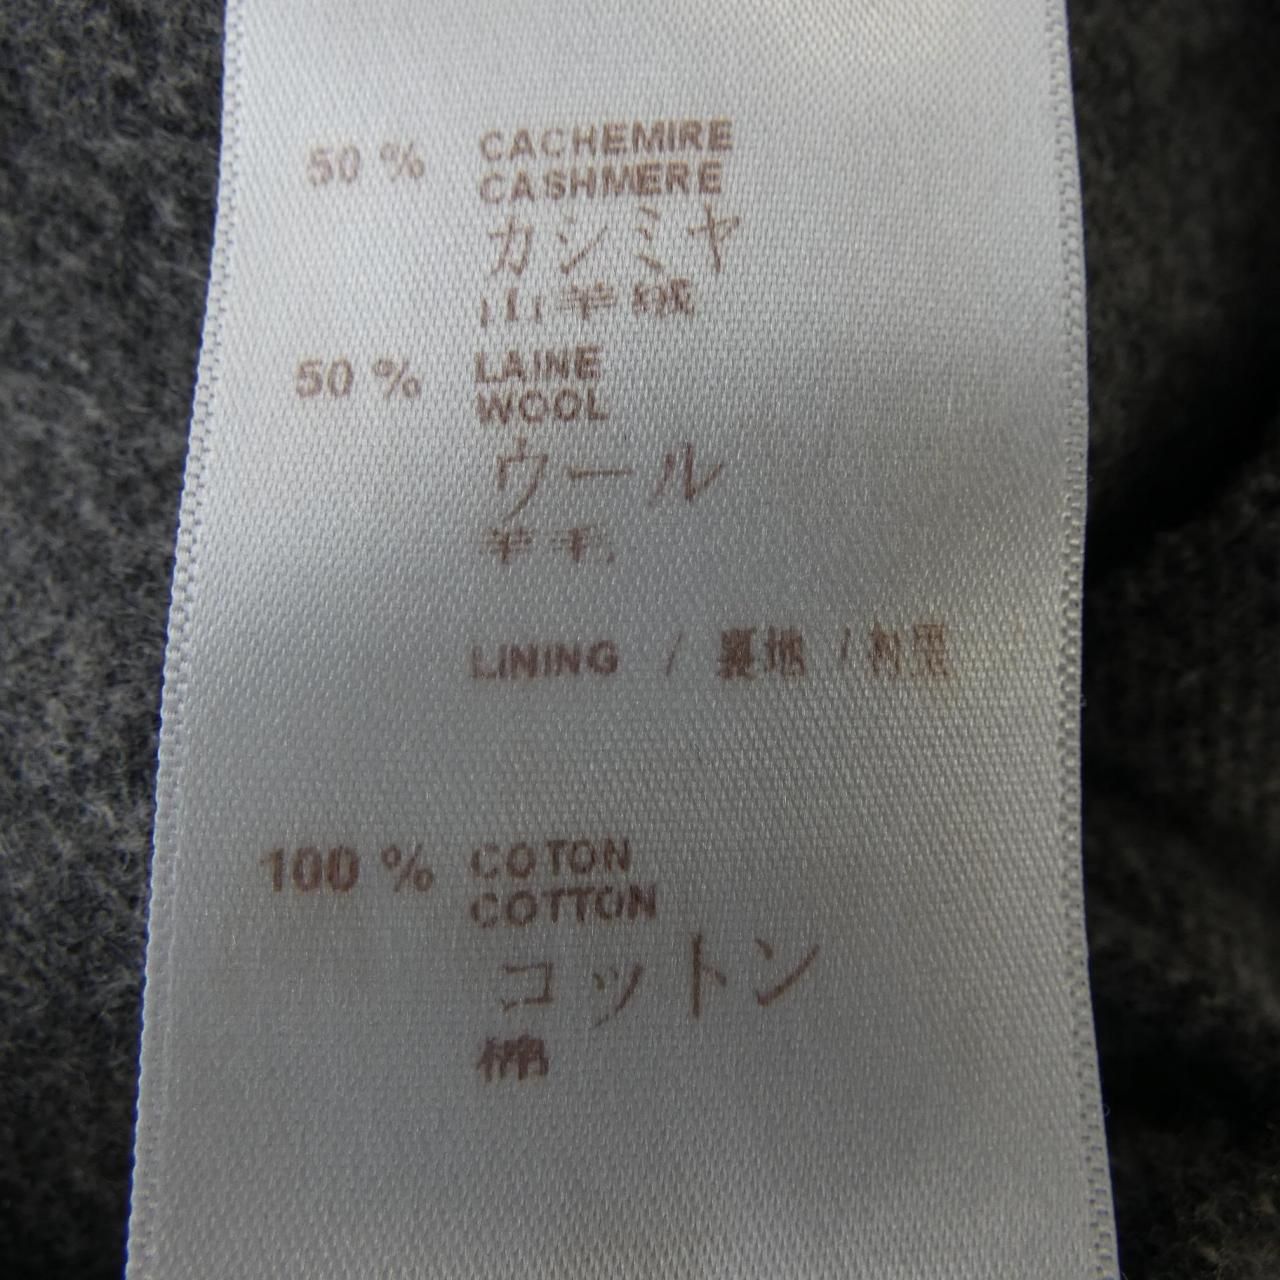 50 % CACHEMIRE
CASHMERE
カシミヤ
山羊绒
50 % LAINE
WOOL
ウール
羊毛
LINING / 裏地 / 衬里
100 % COTON
COTTON
コットン
棉